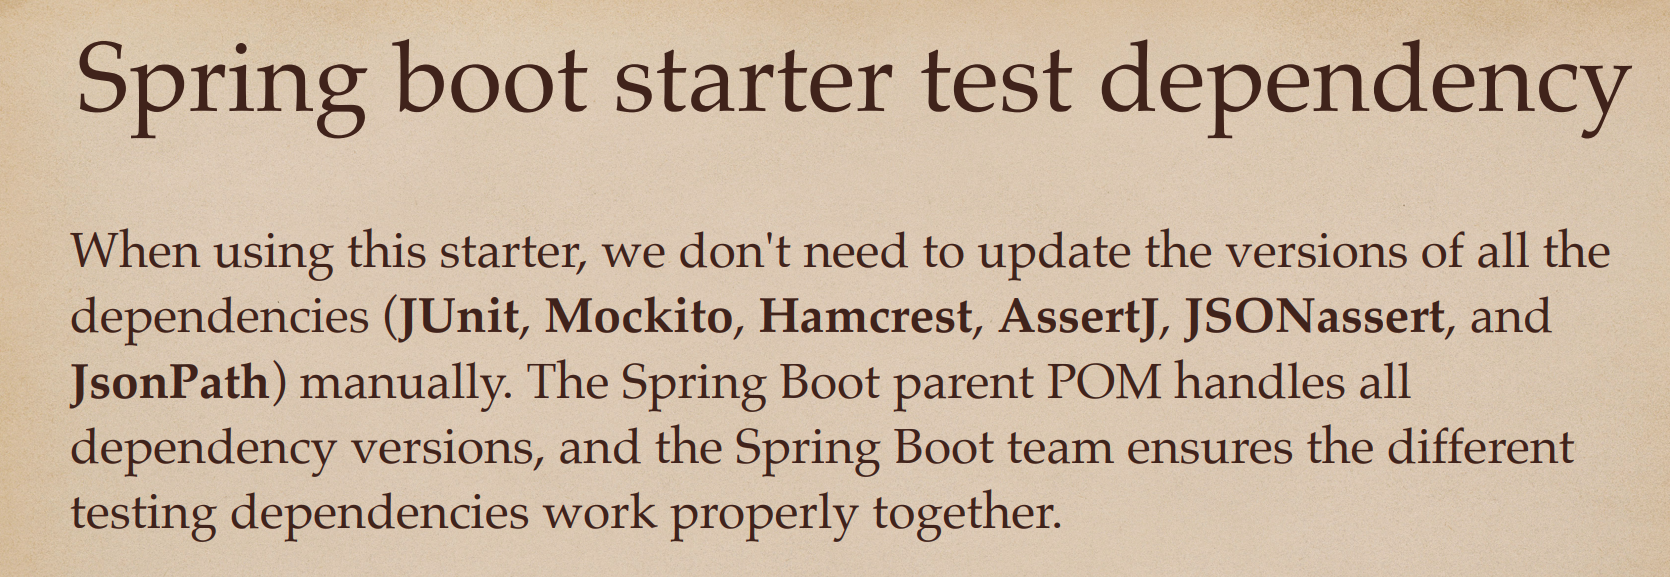 Spring boot starter test dependency
When using this starter, we don't need to update the versions of all the
dependencies (JUnit, Mockito, Hamcrest, AssertJ, JSONassert, and
JsonPath) manually. The Spring Boot parent POM handles all
dependency versions, and the Spring Boot team ensures the different
testing dependencies work properly together.